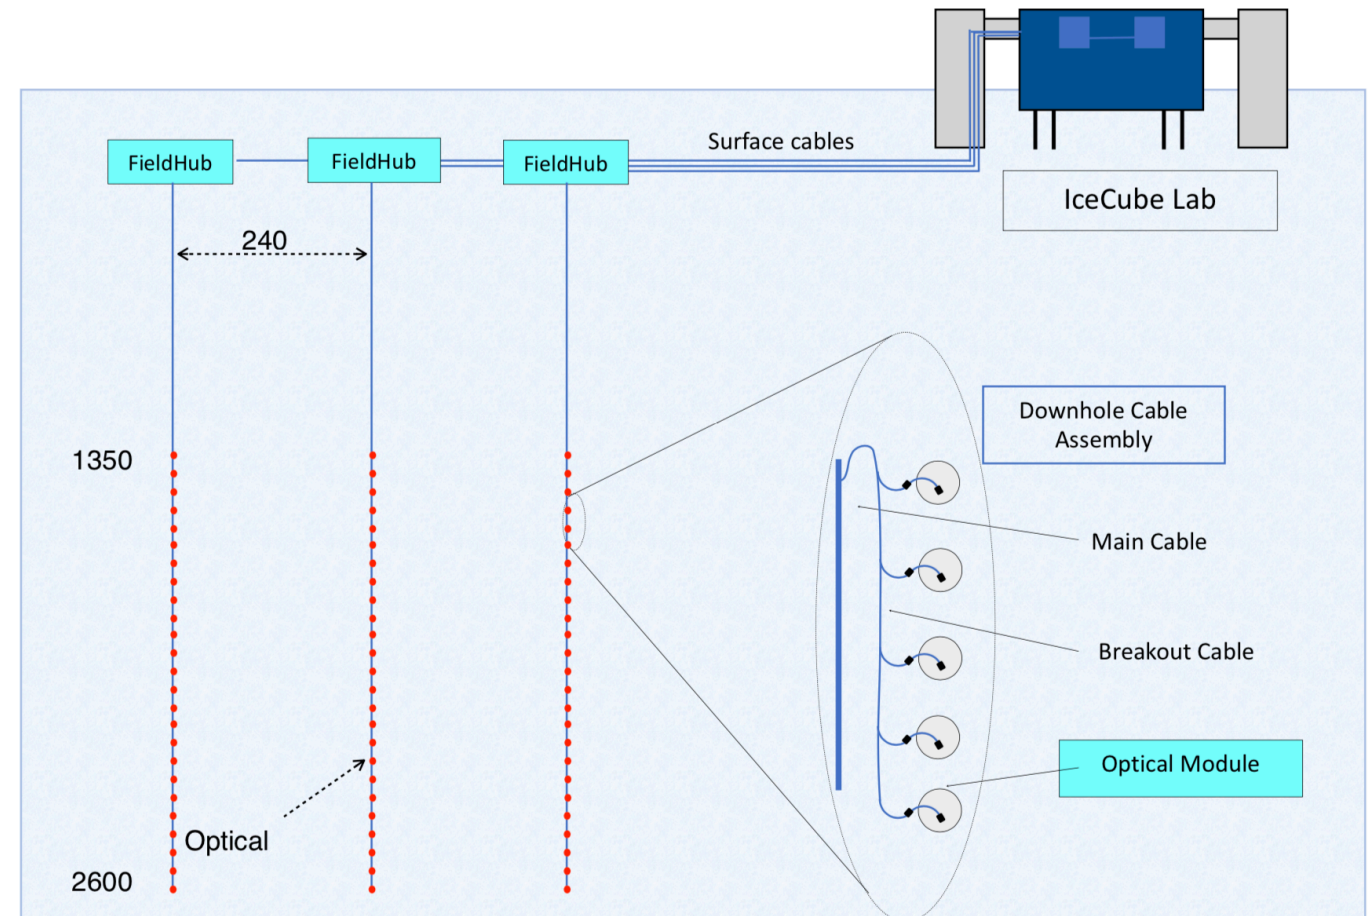 Surface cables
FieldHub
FieldHub
FieldHub
IceCube Lab
240
Downhole Cable
Assembly
1350
Main Cable
Breakout Cable
Optical Module
Optical
2600